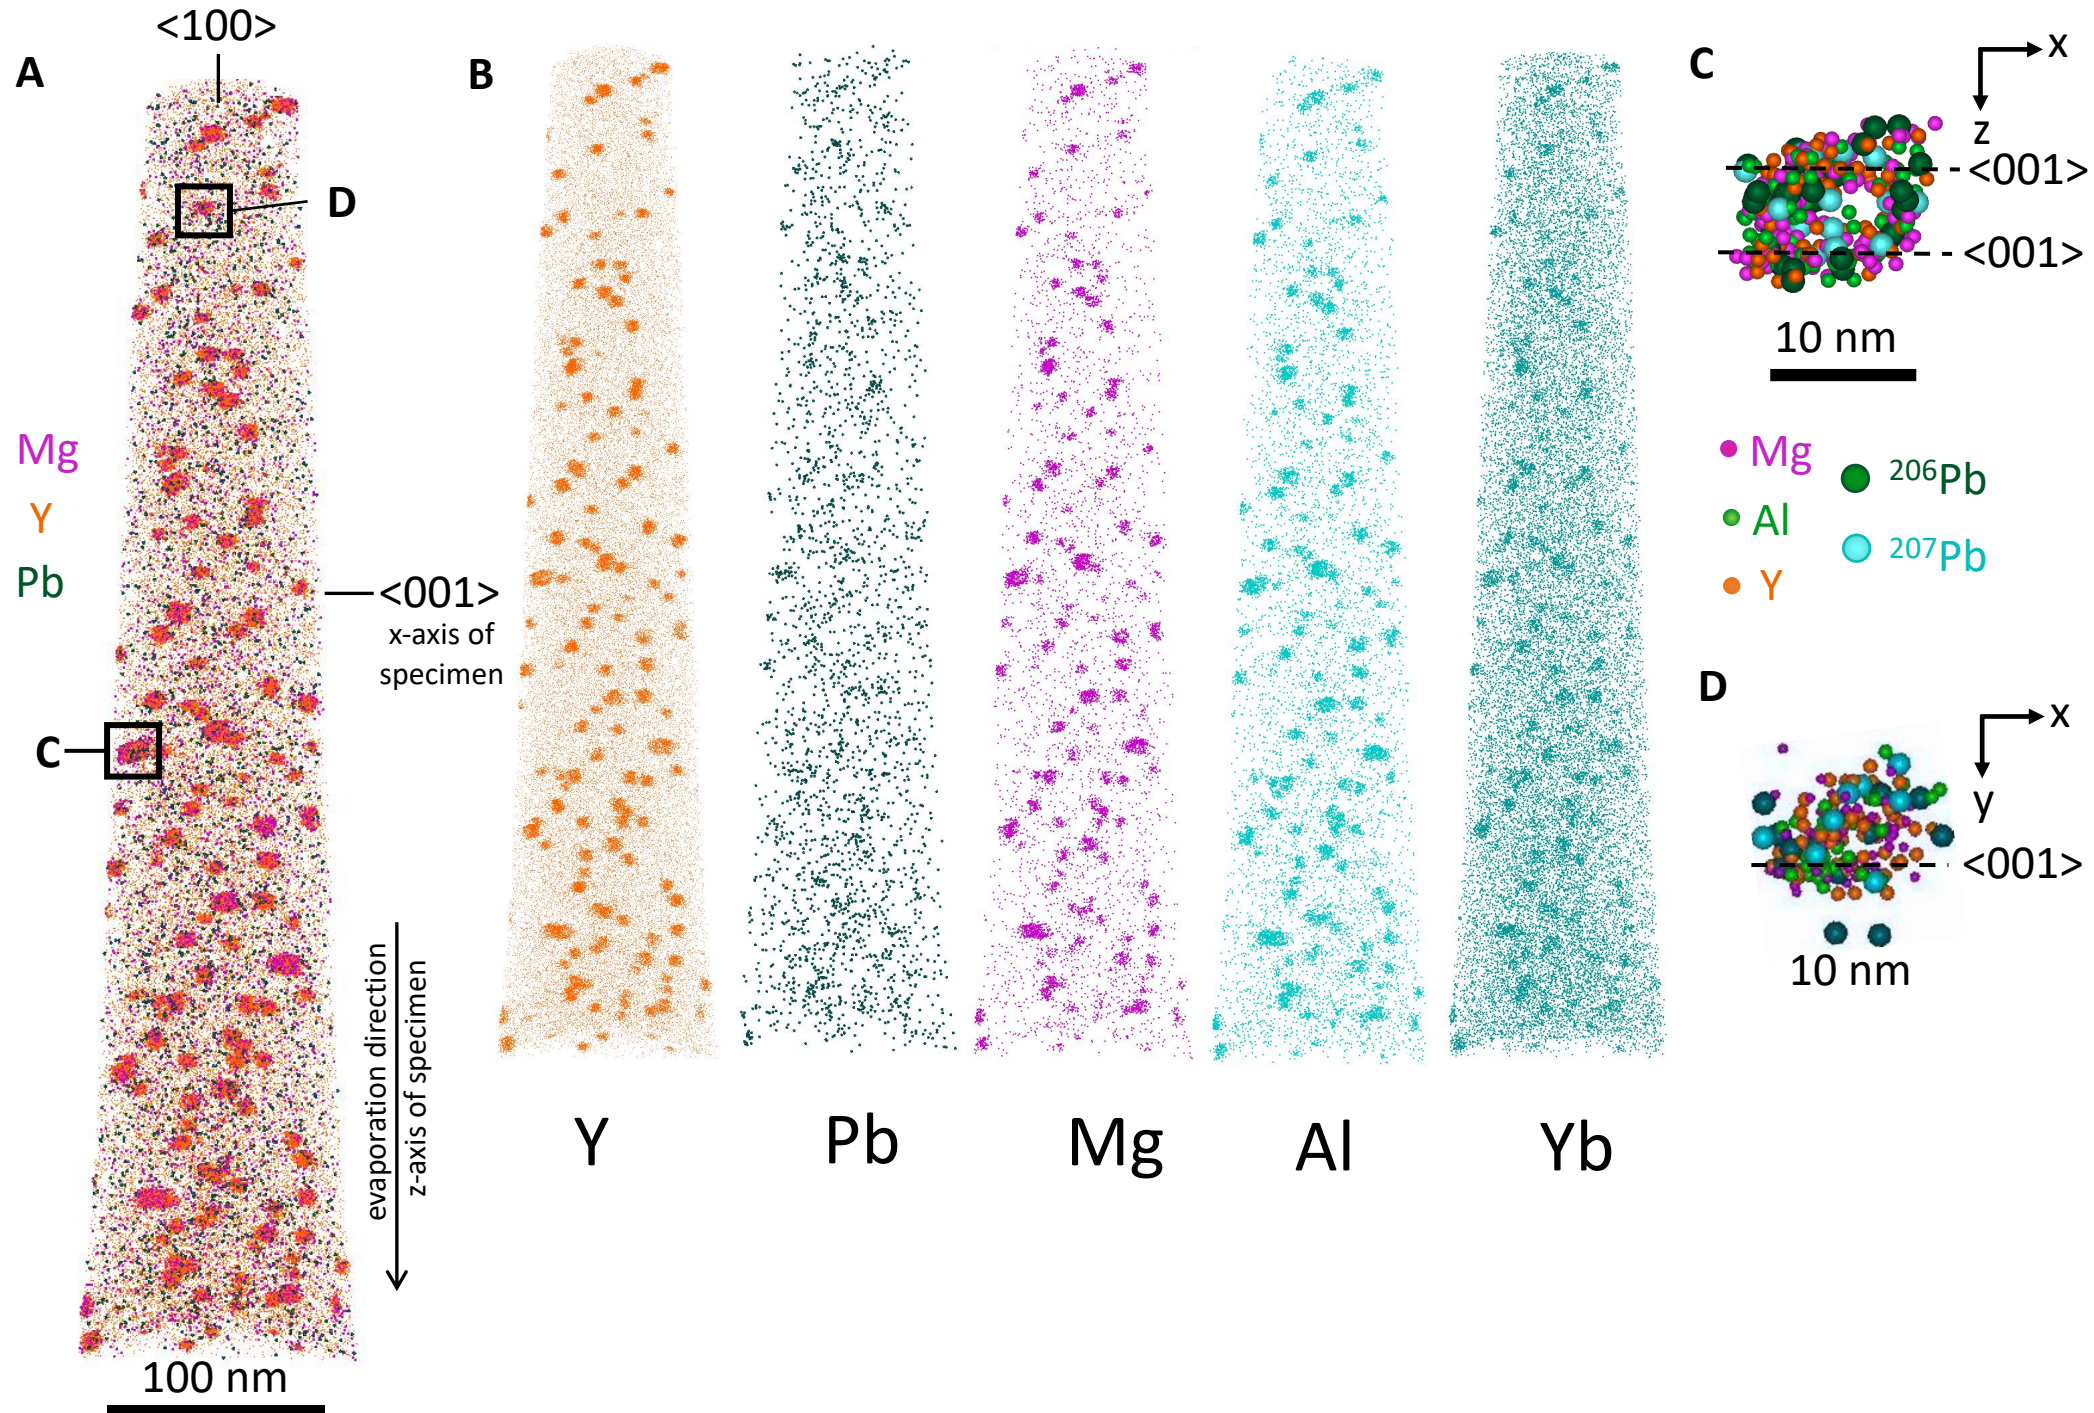 <100>
A
D
Mg
Y
Pb
<001>
x-axis of
specimen
C
evaporation direction
z-axis of specimen
100 nm
B
Y
Pb
Mg
Al
Yb
C
x
z
<001>
<001>
10 nm
Mg
Al
Y
²⁰⁶Pb
²⁰⁷Pb
D
x
y
<001>
10 nm